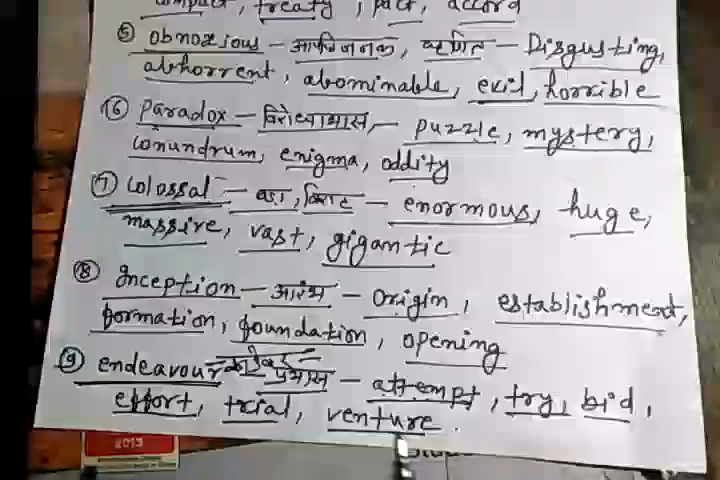 compact, treaty, pact, accord
⑤ obnoxious - आपत्तिजनक, घृणित - Disgusting,
abhorrent, abominable, evil, horrible
⑥ Paradox - विरोधाभास, - puzzle, mystery,
conundrum, enigma, oddity
⑦ Colossal - बड़ा, विराट - enormous, huge,
massive, vast, gigantic
⑧ Inception - आरंभ - origin, establishment,
formation, foundation, opening
⑨ endeavour - प्रयास - attempt, try, bid,
effort, trial, venture.
2013